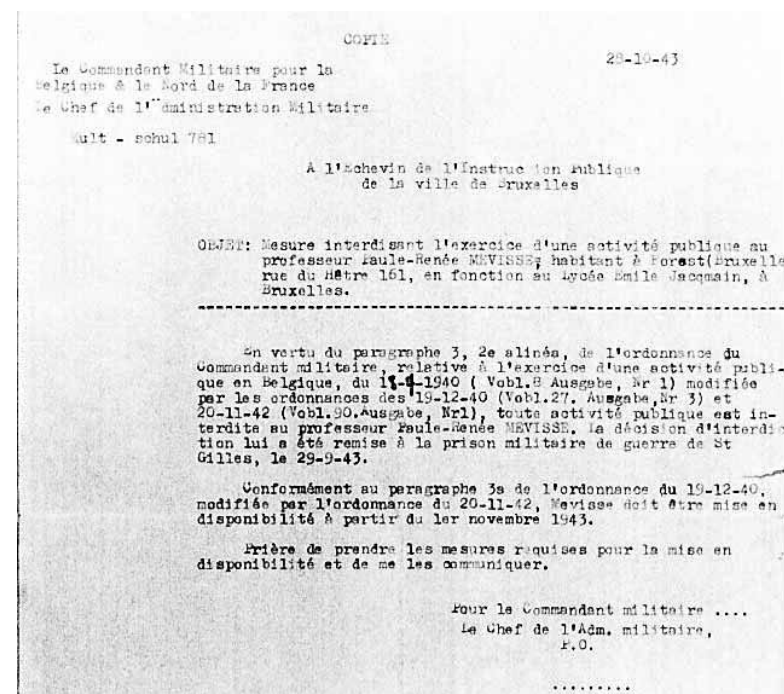 COPIE
28-10-43
Le Commandant Militaire pour la
Belgique & le Nord de la France
Le Chef de l'Administration Militaire
Kult - schul 781
A l'Echevin de l'Instruction Publique
de la ville de Bruxelles
OBJET: Mesure interdisant l'exercice d'une activité publique au
professeur Paule-Renée MEVISSE, habitant à Forest(Bruxelle
rue du Hêtre 161, en fonction au Lycée Emile Jacqmain, à
Bruxelles.
En vertu du paragraphe 3, 2e alinéa, de l'ordonnance du
Commandant militaire, relative à l'exercice d'une activité publi-
que en Belgique, du -1940 ( Vobl.8 Ausgabe, Nr 1) modifiée
par les ordonnances des 19-12-40 (Vobl.27. Ausgabe,Nr 3) et
20-11-42 (Vobl.90.Ausgabe, Nr1), toute activité publique est in-
terdite au professeur Paule-Renée MEVISSE. La décision d'interdic
tion lui a été remise à la prison militaire de guerre de St
Gilles, le 29-9-43.
Conformément au paragraphe 3a de l'ordonnance du 19-12-40,
modifiée par l'ordonnance du 20-11-42, Mevisse doit être mise en
disponibilité à partir du 1er novembre 1943.
Prière de prendre les mesures requises pour la mise en
disponibilité et de me les communiquer.
Pour le Commandant militaire ....
Le Chef de l'Adm. militaire,
P.O.
.........